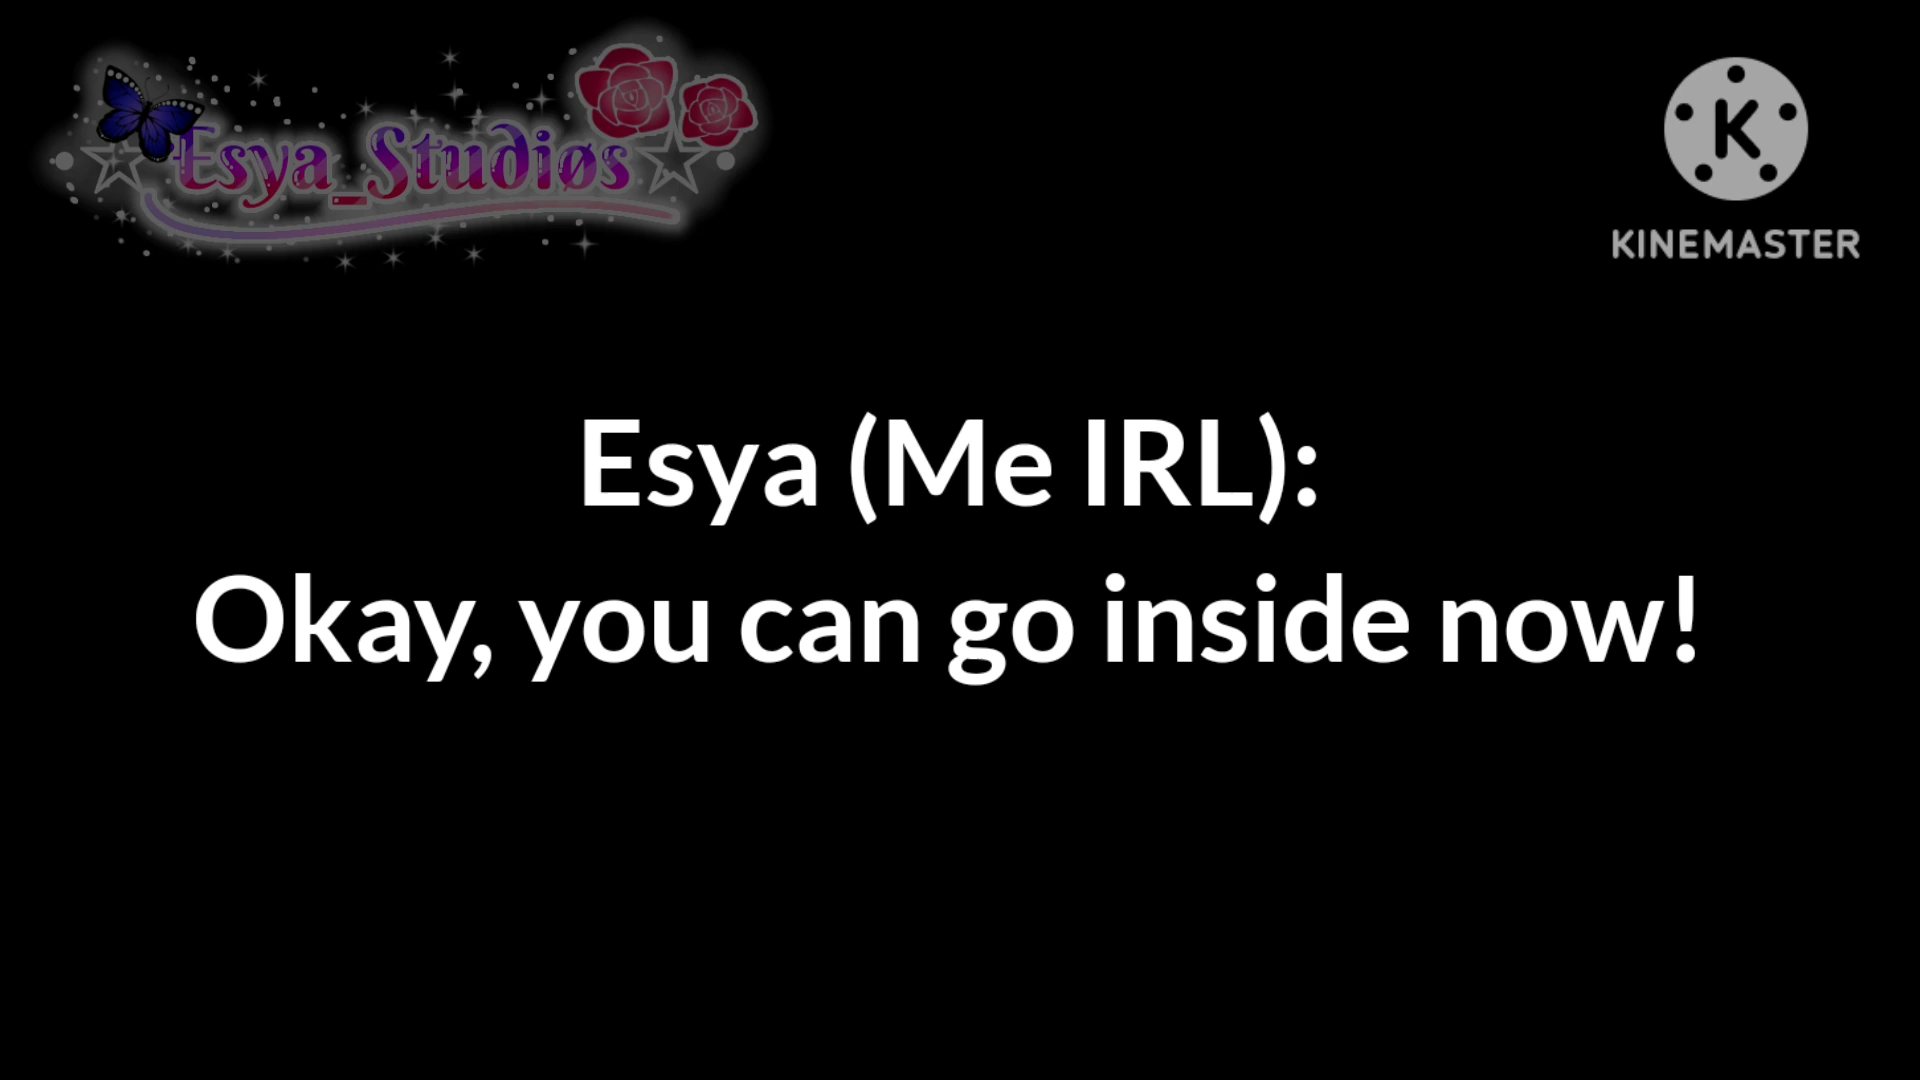 Esya_Studiøs
K
KINEMASTER
Esya (Me IRL):
Okay, you can go inside now!